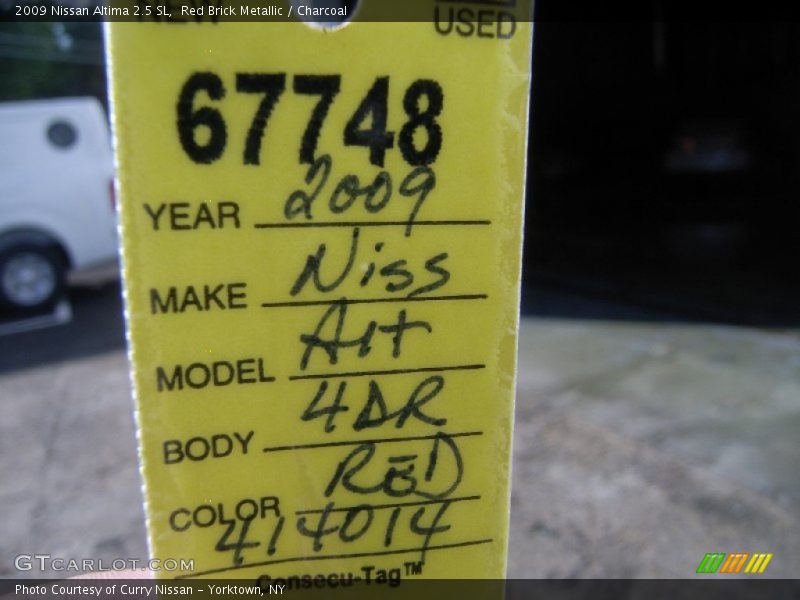 2009 Nissan Altima 2.5 SL,  Red Brick Metallic / Charcoal
USED
67748
YEAR 2009
MAKE Niss
MODEL Alt
BODY 4DR
COLOR RED
414014
Consecu-Tag™
GTCARLOT.COM
Photo Courtesy of Curry Nissan - Yorktown, NY